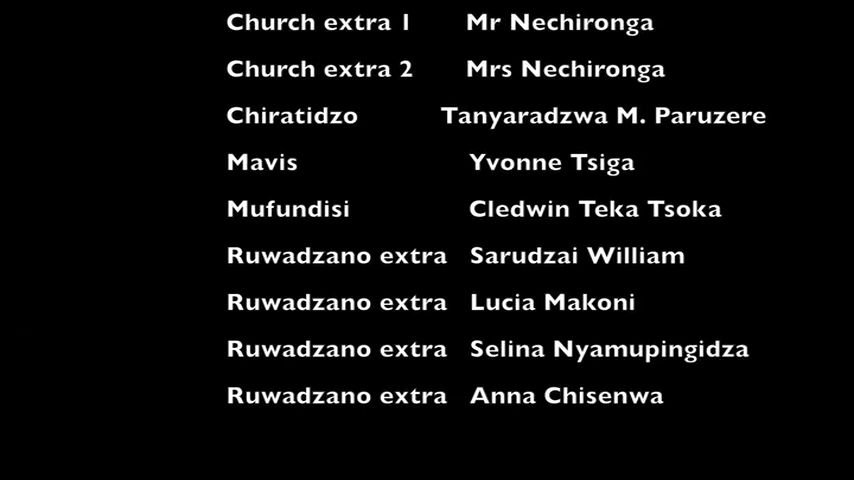 Church extra 1 Mr Nechironga
Church extra 2 Mrs Nechironga
Chiratidzo Tanyaradzwa M. Paruzere
Mavis Yvonne Tsiga
Mufundisi Cledwin Teka Tsoka
Ruwadzano extra Sarudzai William
Ruwadzano extra Lucia Makoni
Ruwadzano extra Selina Nyamupingidza
Ruwadzano extra Anna Chisenwa